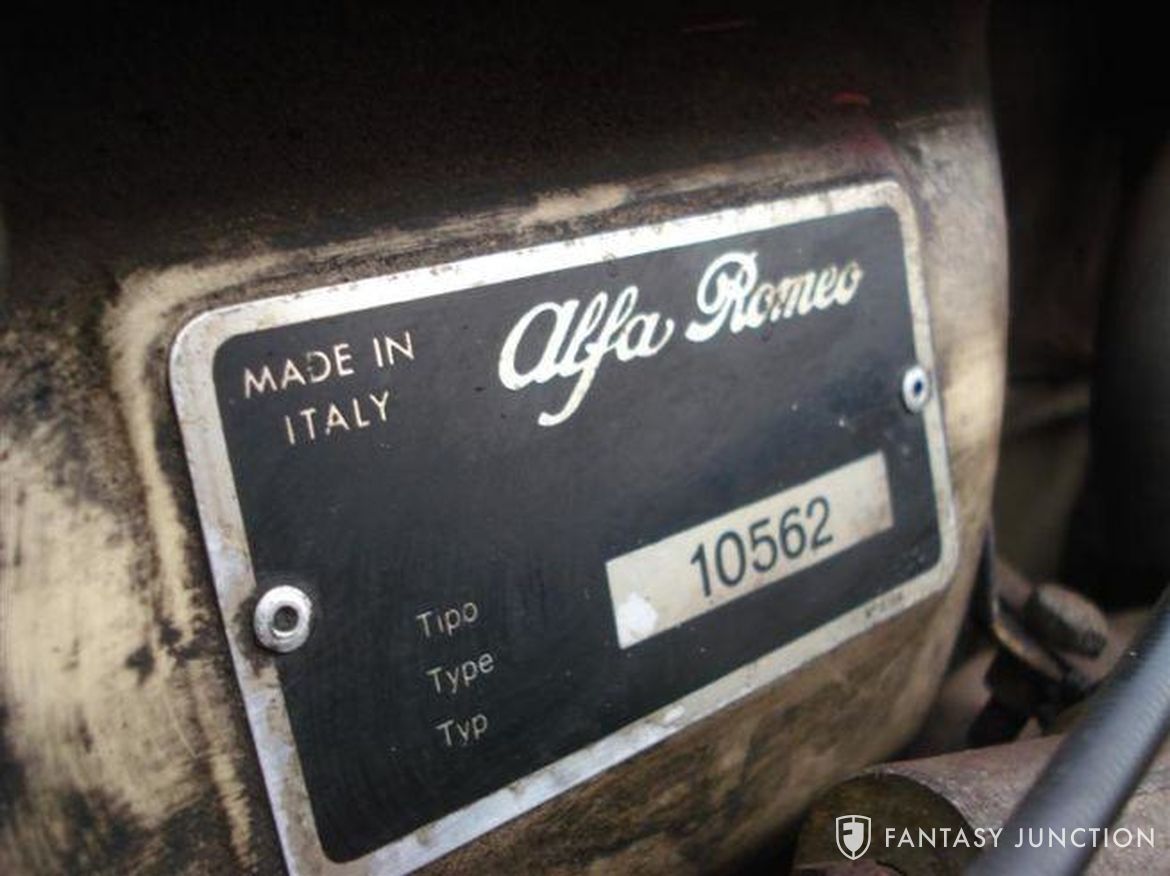 MADE IN
ITALY
Alfa Romeo
10562
Tipo
Type
Typ
FANTASY JUNCTION